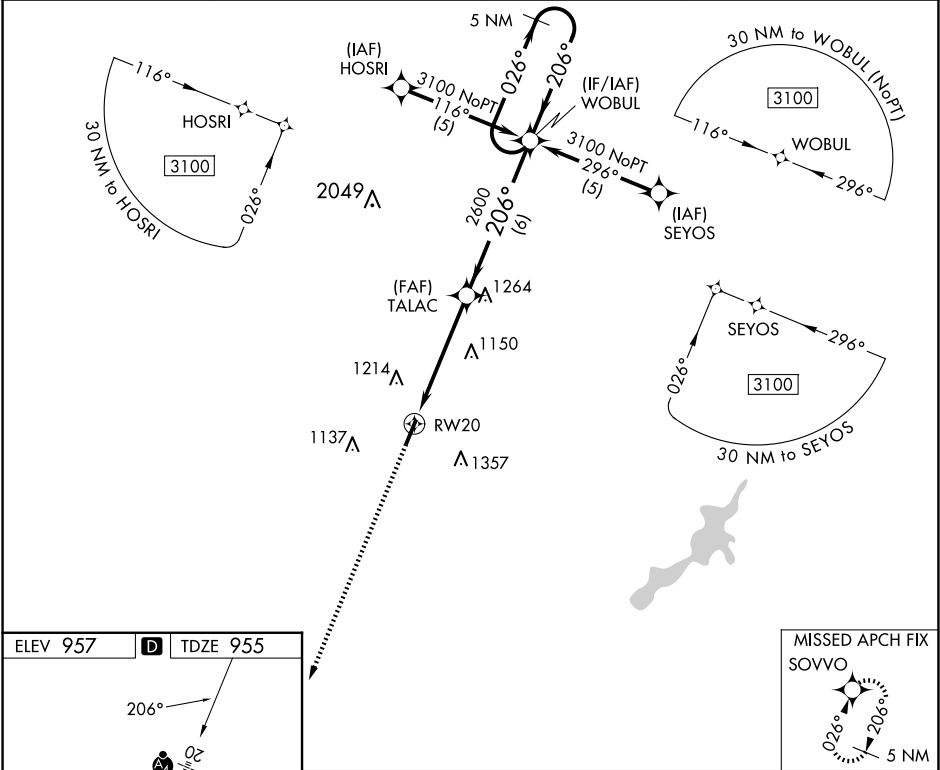 5 NM
026°
206°
(IAF)
HOSRI
3100 NoPT
116°
(5)
(IF/IAF)
WOBUL
3100 NoPT
296°
(5)
(IAF)
SEYOS
116°
HOSRI
3100
026°
30 NM to HOSRI
30 NM to WOBUL (NoPT)
3100
116°
WOBUL
296°
2049
2600
206°
(6)
(FAF)
TALAC
1264
1150
1214
RW20
1137
1357
SEYOS
296°
026°
3100
30 NM to SEYOS
ELEV 957
D
TDZE 955
206°
20
A4
MISSED APCH FIX
SOVVO
026°
206°
5 NM